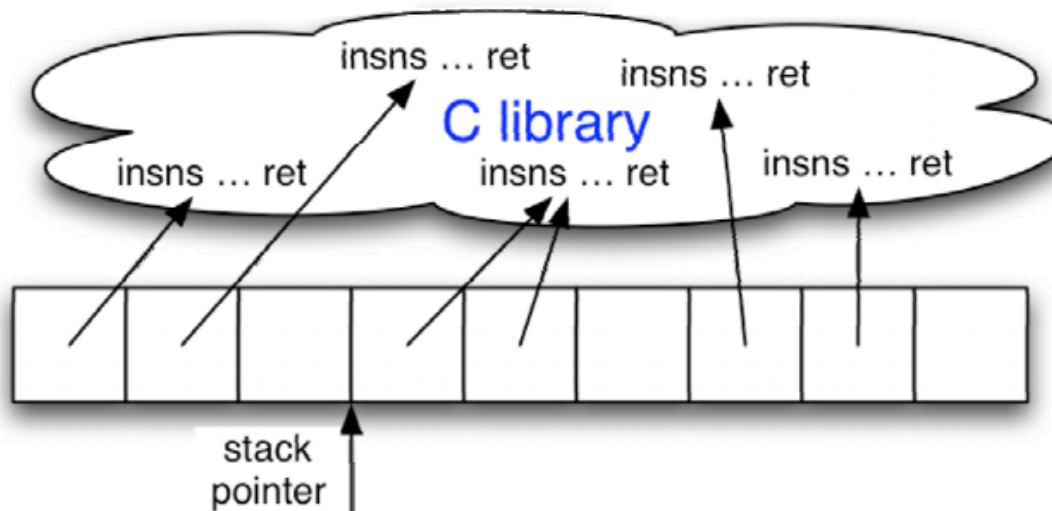 insns … ret
insns … ret
C library
insns … ret
insns … ret
insns … ret
stack
pointer